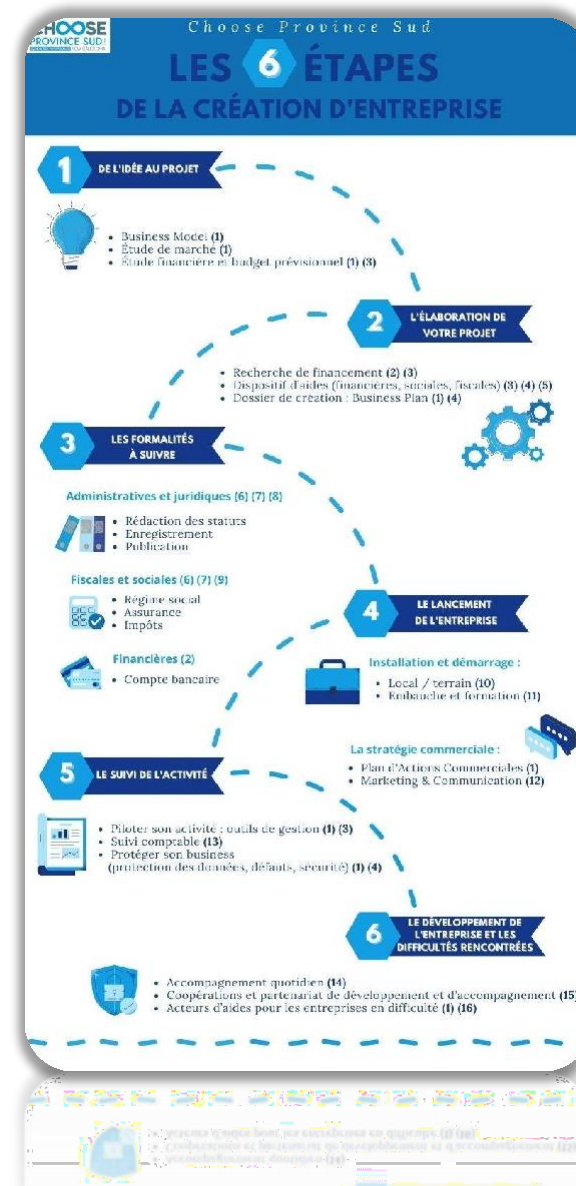 CHOOSE
PROVINCE SUD!
Choose Province Sud
LES 6 ÉTAPES
DE LA CRÉATION D'ENTREPRISE
1 DE L'IDÉE AU PROJET
• Business Model (1)
• Étude de marché (1)
• Étude financière et budget prévisionnel (1) (3)
2 L'ÉLABORATION DE
VOTRE PROJET
• Recherche de financement (2) (3)
• Dispositif d'aides (financières, sociales, fiscales) (3) (4) (5)
• Dossier de création : Business Plan (1) (4)
3 LES FORMALITÉS
À SUIVRE
Administratives et juridiques (6) (7) (8)
• Rédaction des statuts
• Enregistrement
• Publication
Fiscales et sociales (6) (7) (9)
• Régime social
• Assurance
• Impôts
Financières (2)
• Compte bancaire
4 LE LANCEMENT
DE L'ENTREPRISE
Installation et démarrage :
• Local / terrain (10)
• Embauche et formation (11)
La stratégie commerciale :
• Plan d'Actions Commerciales (1)
• Marketing & Communication (12)
5 LE SUIVI DE L'ACTIVITÉ
• Piloter son activité : outils de gestion (1) (3)
• Suivi comptable (13)
• Protéger son business
(protection des données, défauts, sécurité) (1) (4)
6 LE DÉVELOPPEMENT DE
L'ENTREPRISE ET LES
DIFFICULTÉS RENCONTRÉES
• Accompagnement quotidien (14)
• Coopérations et partenariat de développement et d'accompagnement (15)
• Acteurs d'aides pour les entreprises en difficulté (1) (16)